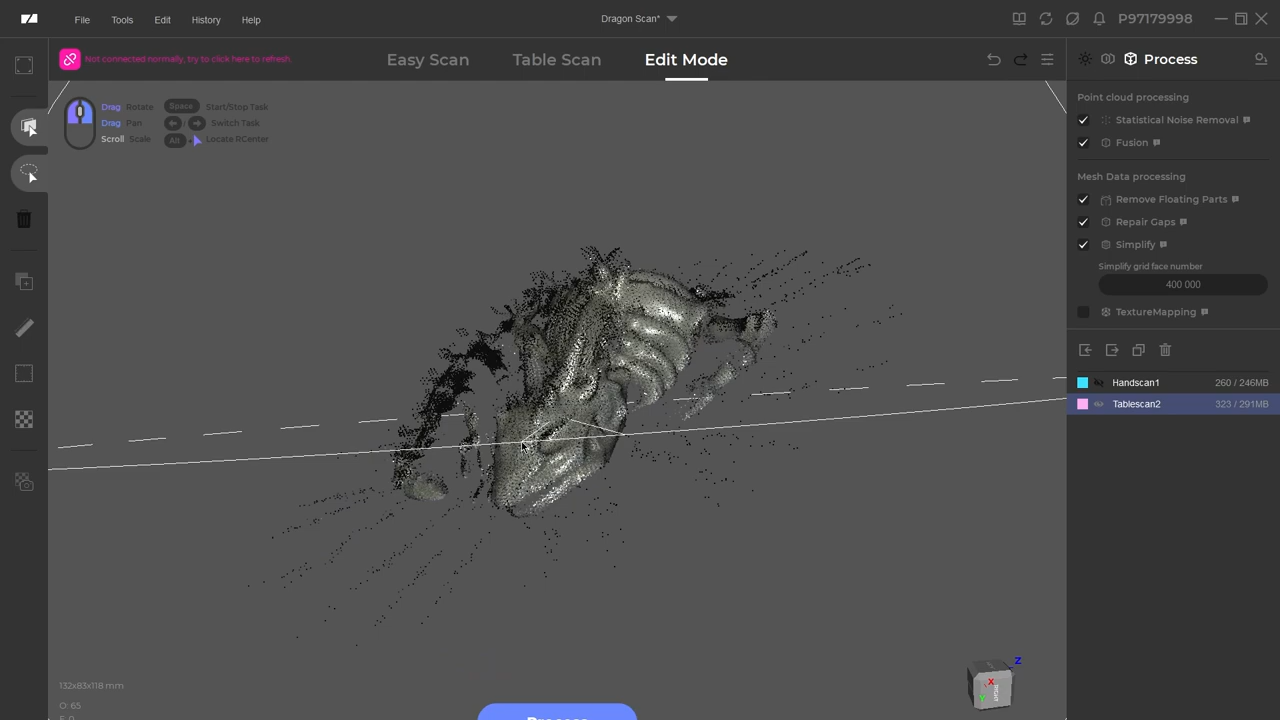 File Tools Edit History Help
Dragon Scan*
P97179998
Not connected normally, try to click here to refresh.
Easy Scan Table Scan Edit Mode
Process
Drag Rotate Space Start/Stop Task
Drag Pan Switch Task
Scroll Scale Alt + Locate RCenter
Point cloud processing
Statistical Noise Removal
Fusion
Mesh Data processing
Remove Floating Parts
Repair Gaps
Simplify
Simplify grid face number
400 000
TextureMapping
Handscan1 260 / 246MB
Tablescan2 323 / 291MB
132x83x118 mm
O: 65
Z
X
Y
RIGHT
Process